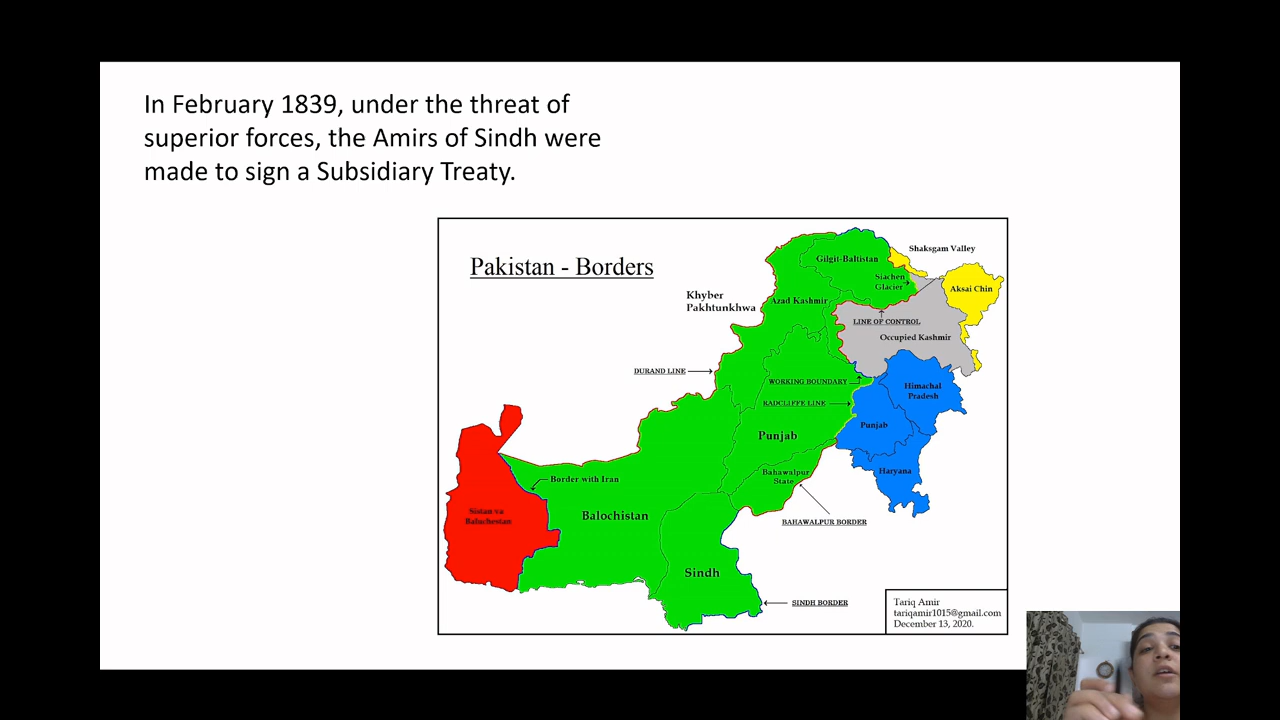 In February 1839, under the threat of
superior forces, the Amirs of Sindh were
made to sign a Subsidiary Treaty.
Pakistan - Borders
Shaksgam Valley
Gilgit-Baltistan
Siachen
Glacier
Aksai Chin
Khyber
Pakhtunkhwa
Azad Kashmir
LINE OF CONTROL
Occupied Kashmir
DURAND LINE
WORKING BOUNDARY
Himachal
Pradesh
RADCLIFFE LINE
Punjab
Punjab
Haryana
Bahawalpur
State
Border with Iran
Sistan va
Baluchestan
Balochistan
BAHAWALPUR BORDER
Sindh
SINDH BORDER
Tariq Amir
tariqamir1015@gmail.com
December 13, 2020.